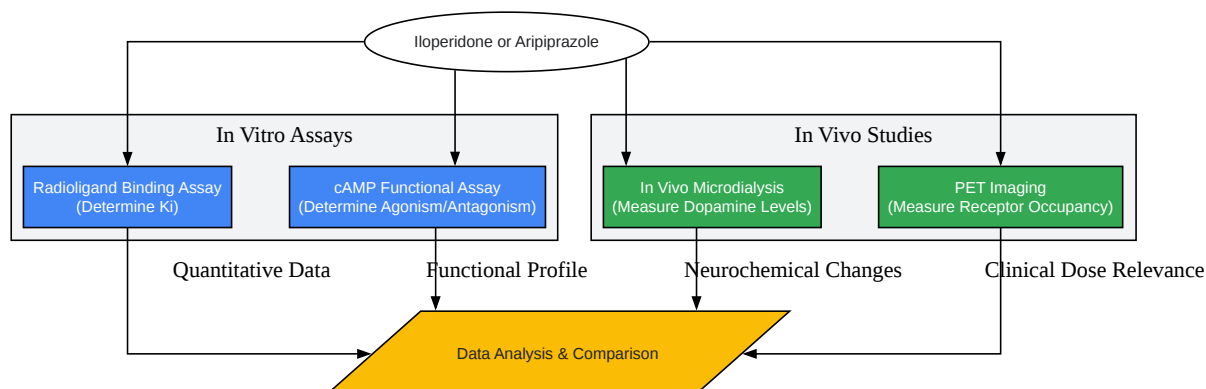 Iloperidone or Aripiprazole
In Vitro Assays
In Vivo Studies
Radioligand Binding Assay
(Determine Ki)
cAMP Functional Assay
(Determine Agonism/Antagonism)
In Vivo Microdialysis
(Measure Dopamine Levels)
PET Imaging
(Measure Receptor Occupancy)
Quantitative Data
Functional Profile
Neurochemical Changes
Clinical Dose Relevance
Data Analysis & Comparison